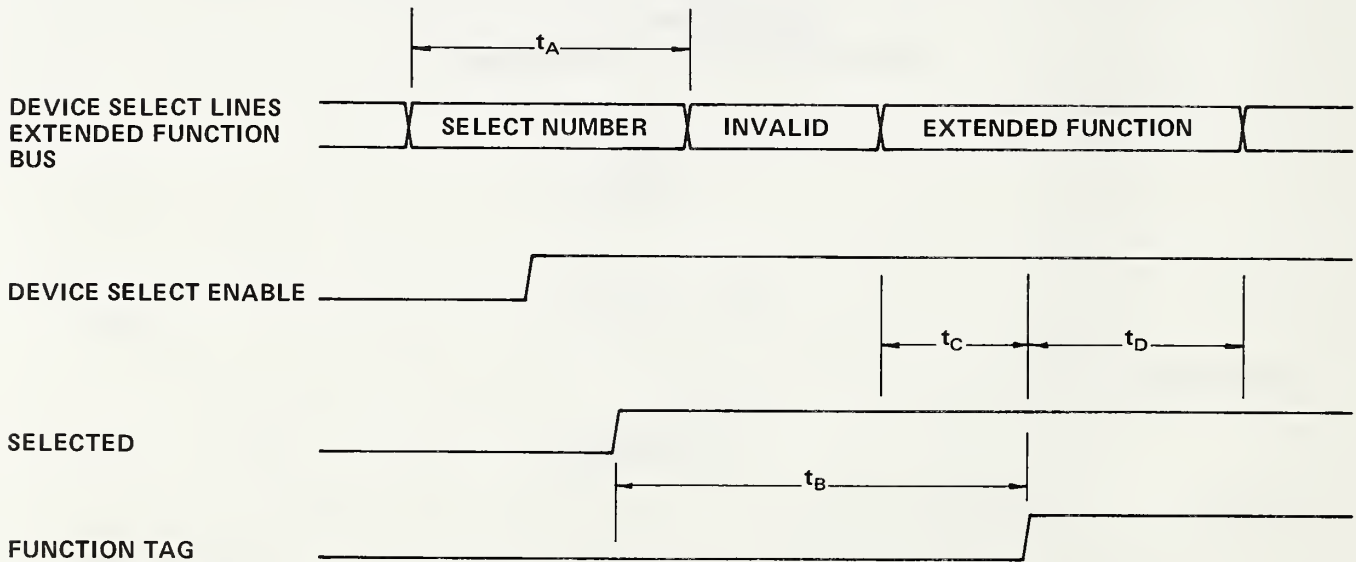 tA
DEVICE SELECT LINES
EXTENDED FUNCTION
BUS
SELECT NUMBER
INVALID
EXTENDED FUNCTION
DEVICE SELECT ENABLE
tC
tD
SELECTED
tB
FUNCTION TAG